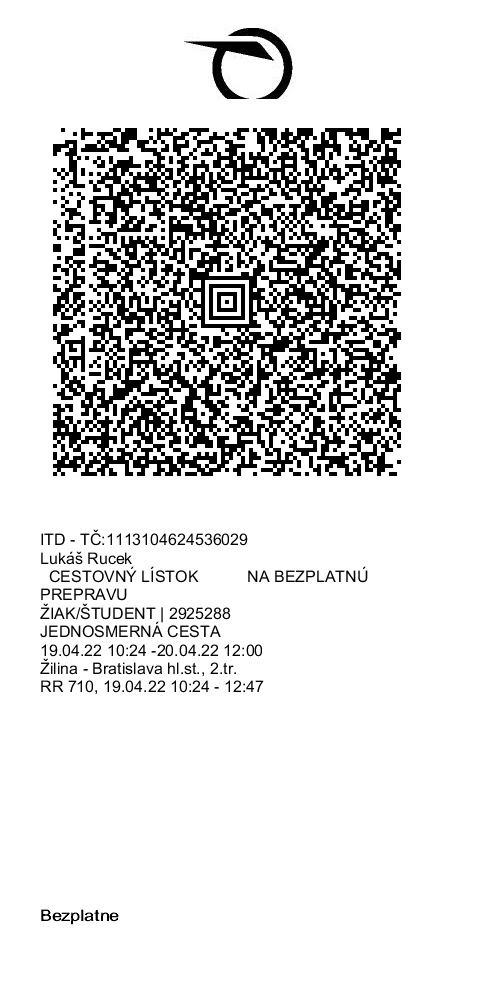 ITD - TČ:1113104624536029
Lukáš Rucek
CESTOVNÝ LÍSTOK NA BEZPLATNÚ
PREPRAVU
ŽIAK/ŠTUDENT | 2925288
JEDNOSMERNÁ CESTA
19.04.22 10:24 -20.04.22 12:00
Žilina - Bratislava hl.st., 2.tr.
RR 710, 19.04.22 10:24 - 12:47
Bezplatne